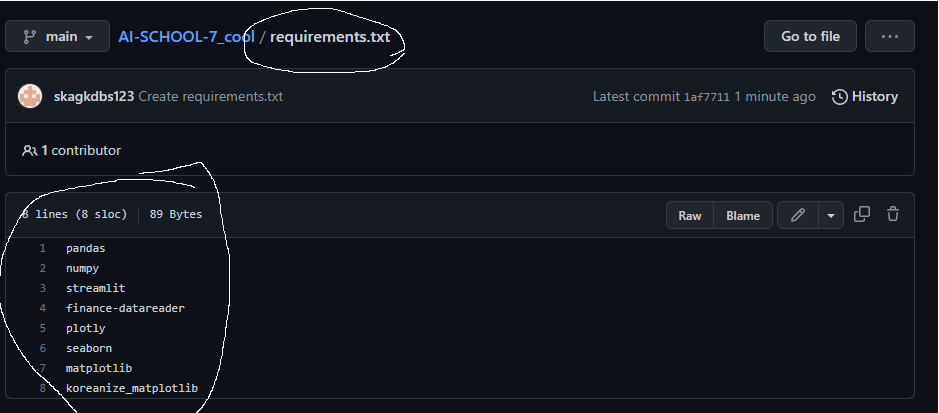 main
AI-SCHOOL-7_cool / requirements.txt
Go to file
...
skagkdbs123 Create requirements.txt
Latest commit 1af7711 1 minute ago
History
1 contributor
8 lines (8 sloc)
89 Bytes
Raw
Blame
1 pandas
2 numpy
3 streamlit
4 finance-datareader
5 plotly
6 seaborn
7 matplotlib
8 koreanize_matplotlib